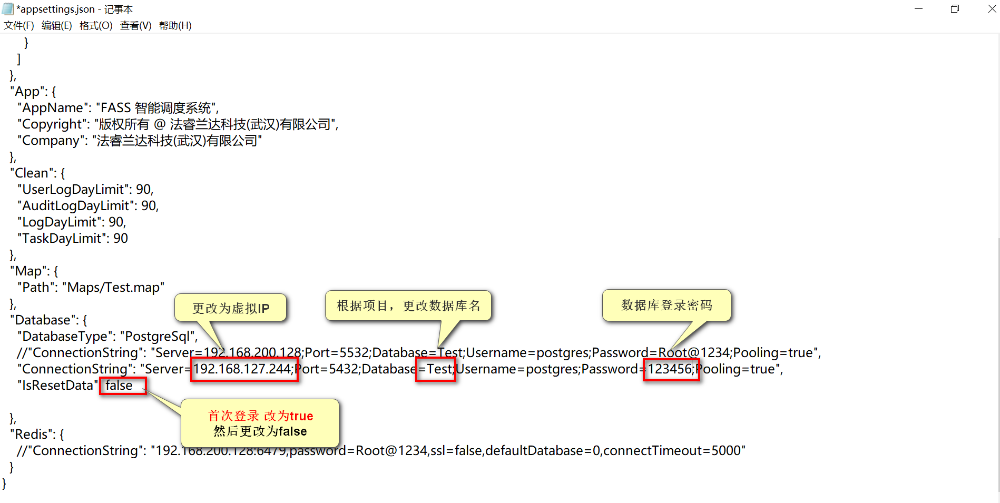 *appsettings.json - 记事本
文件(F) 编辑(E) 格式(O) 查看(V) 帮助(H)
}
]
},
"App": {
"AppName": "FASS 智能调度系统",
"Copyright": "版权所有 @ 法睿兰达科技(武汉)有限公司",
"Company": "法睿兰达科技(武汉)有限公司"
},
"Clean": {
"UserLogDayLimit": 90,
"AuditLogDayLimit": 90,
"LogDayLimit": 90,
"TaskDayLimit": 90
},
"Map": {
"Path": "Maps/Test.map"
},
更改为虚拟IP
根据项目，更改数据库名
数据库登录密码
"Database": {
"DatabaseType": "PostgreSql",
//"ConnectionString": "Server=192.168.200.128;Port=5532;Database=Test;Username=postgres;Password=Root@1234;Pooling=true",
"ConnectionString": "Server=192.168.127.244;Port=5432;Database=Test;Username=postgres;Password=123456;Pooling=true",
"IsResetData" false
首次登录 改为true
然后更改为false
},
"Redis": {
//"ConnectionString": "192.168.200.128:6479,password=Root@1234,ssl=false,defaultDatabase=0,connectTimeout=5000"
}
}